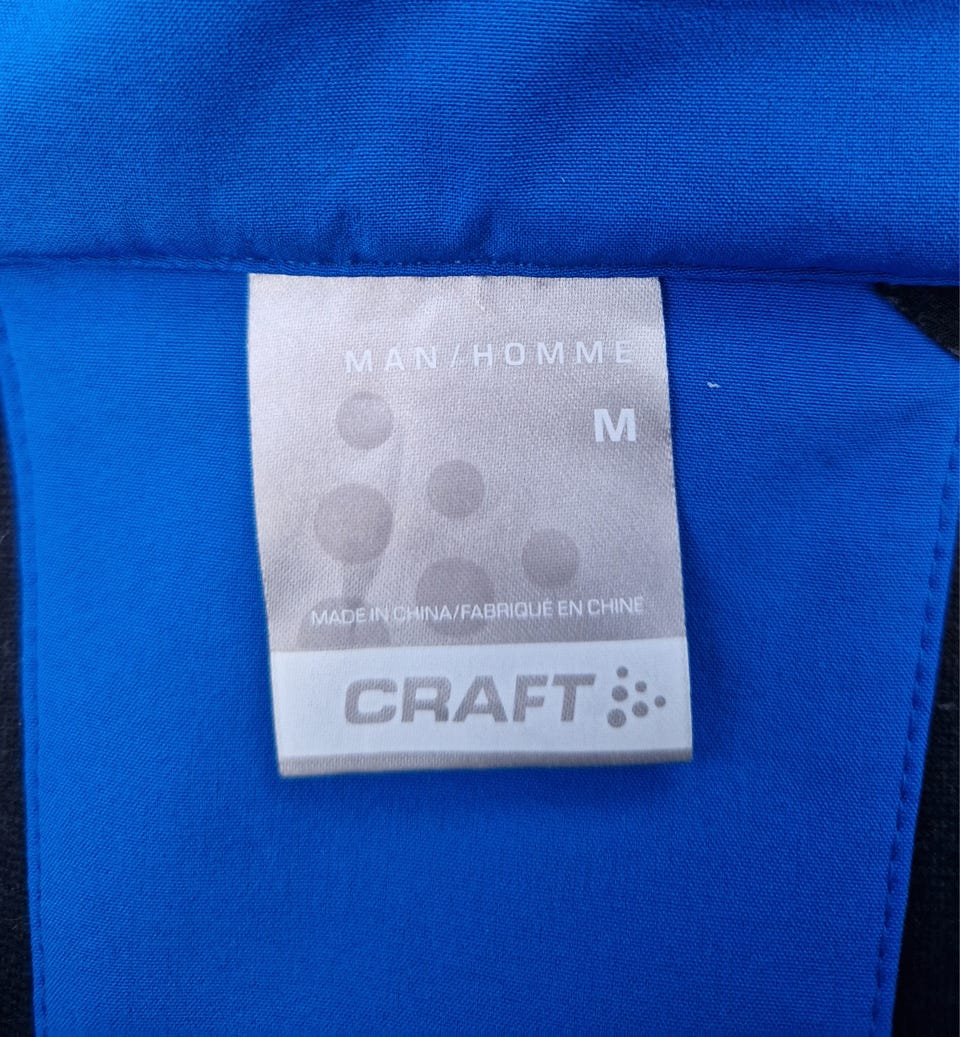 MAN/HOMME
M
MADE IN CHINA/FABRIQUÉ EN CHINE
CRAFT